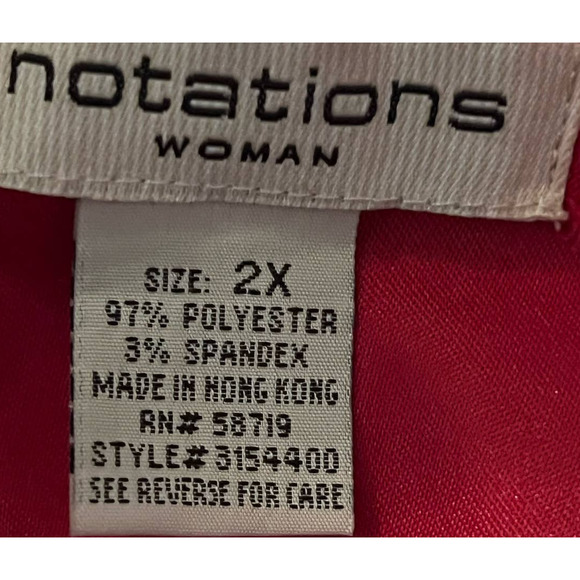 notations
WOMAN
SIZE: 2X
97% POLYESTER
3% SPANDEX
MADE IN HONG KONG
RN# 58719
STYLE# 3154400
SEE REVERSE FOR CARE